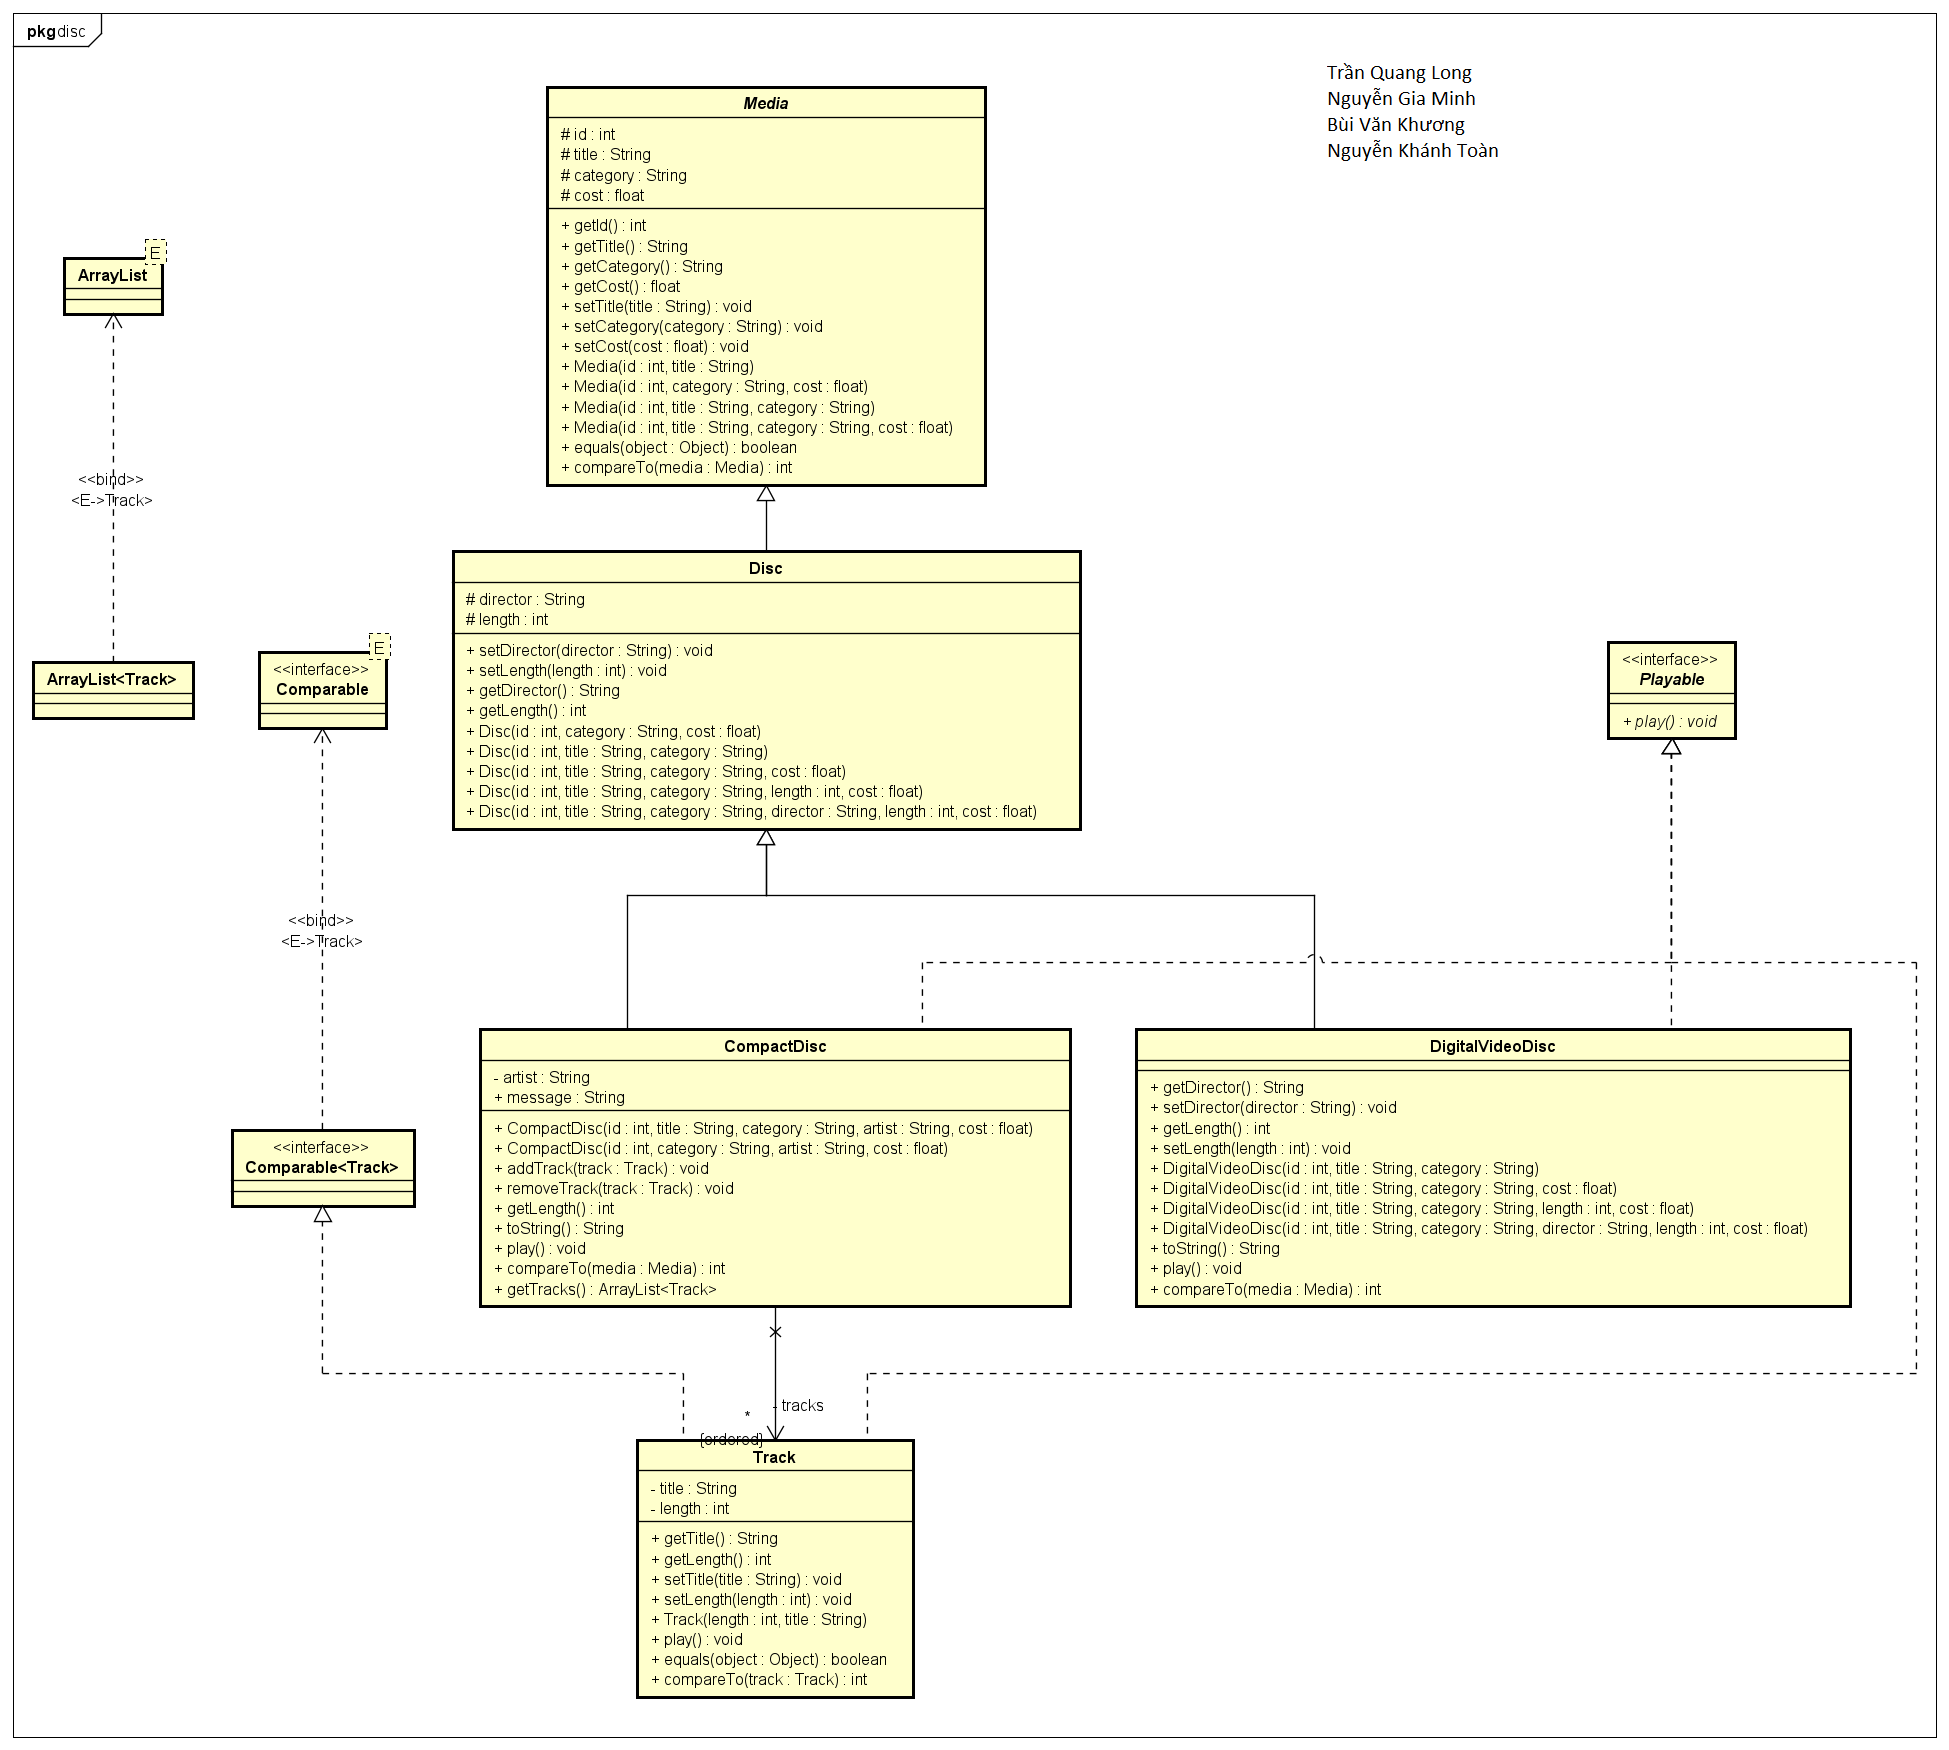 pkg disc
Trần Quang Long
Nguyễn Gia Minh
Bùi Văn Khương
Nguyễn Khánh Toàn
Media
# id : int
# title : String
# category : String
# cost : float
+ getId() : int
+ getTitle() : String
+ getCategory() : String
+ getCost() : float
+ setTitle(title : String) : void
+ setCategory(category : String) : void
+ setCost(cost : float) : void
+ Media(id : int, title : String)
+ Media(id : int, category : String, cost : float)
+ Media(id : int, title : String, category : String)
+ Media(id : int, title : String, category : String, cost : float)
+ equals(object : Object) : boolean
+ compareTo(media : Media) : int
E
ArrayList
<<bind>>
<E->Track>
ArrayList<Track>
Disc
# director : String
# length : int
+ setDirector(director : String) : void
+ setLength(length : int) : void
+ getDirector() : String
+ getLength() : int
+ Disc(id : int, category : String, cost : float)
+ Disc(id : int, title : String, category : String)
+ Disc(id : int, title : String, category : String, cost : float)
+ Disc(id : int, title : String, category : String, length : int, cost : float)
+ Disc(id : int, title : String, category : String, director : String, length : int, cost : float)
E
<<interface>>
Comparable
<<bind>>
<E->Track>
<<interface>>
Comparable<Track>
<<interface>>
Playable
+ play() : void
CompactDisc
- artist : String
+ message : String
+ CompactDisc(id : int, title : String, category : String, artist : String, cost : float)
+ CompactDisc(id : int, category : String, artist : String, cost : float)
+ addTrack(track : Track) : void
+ removeTrack(track : Track) : void
+ getLength() : int
+ toString() : String
+ play() : void
+ compareTo(media : Media) : int
+ getTracks() : ArrayList<Track>
DigitalVideoDisc
+ getDirector() : String
+ setDirector(director : String) : void
+ getLength() : int
+ setLength(length : int) : void
+ DigitalVideoDisc(id : int, title : String, category : String)
+ DigitalVideoDisc(id : int, title : String, category : String, cost : float)
+ DigitalVideoDisc(id : int, title : String, category : String, length : int, cost : float)
+ DigitalVideoDisc(id : int, title : String, category : String, director : String, length : int, cost : float)
+ toString() : String
+ play() : void
+ compareTo(media : Media) : int
- tracks
*
{ordered}
Track
- title : String
- length : int
+ getTitle() : String
+ getLength() : int
+ setTitle(title : String) : void
+ setLength(length : int) : void
+ Track(length : int, title : String)
+ play() : void
+ equals(object : Object) : boolean
+ compareTo(track : Track) : int